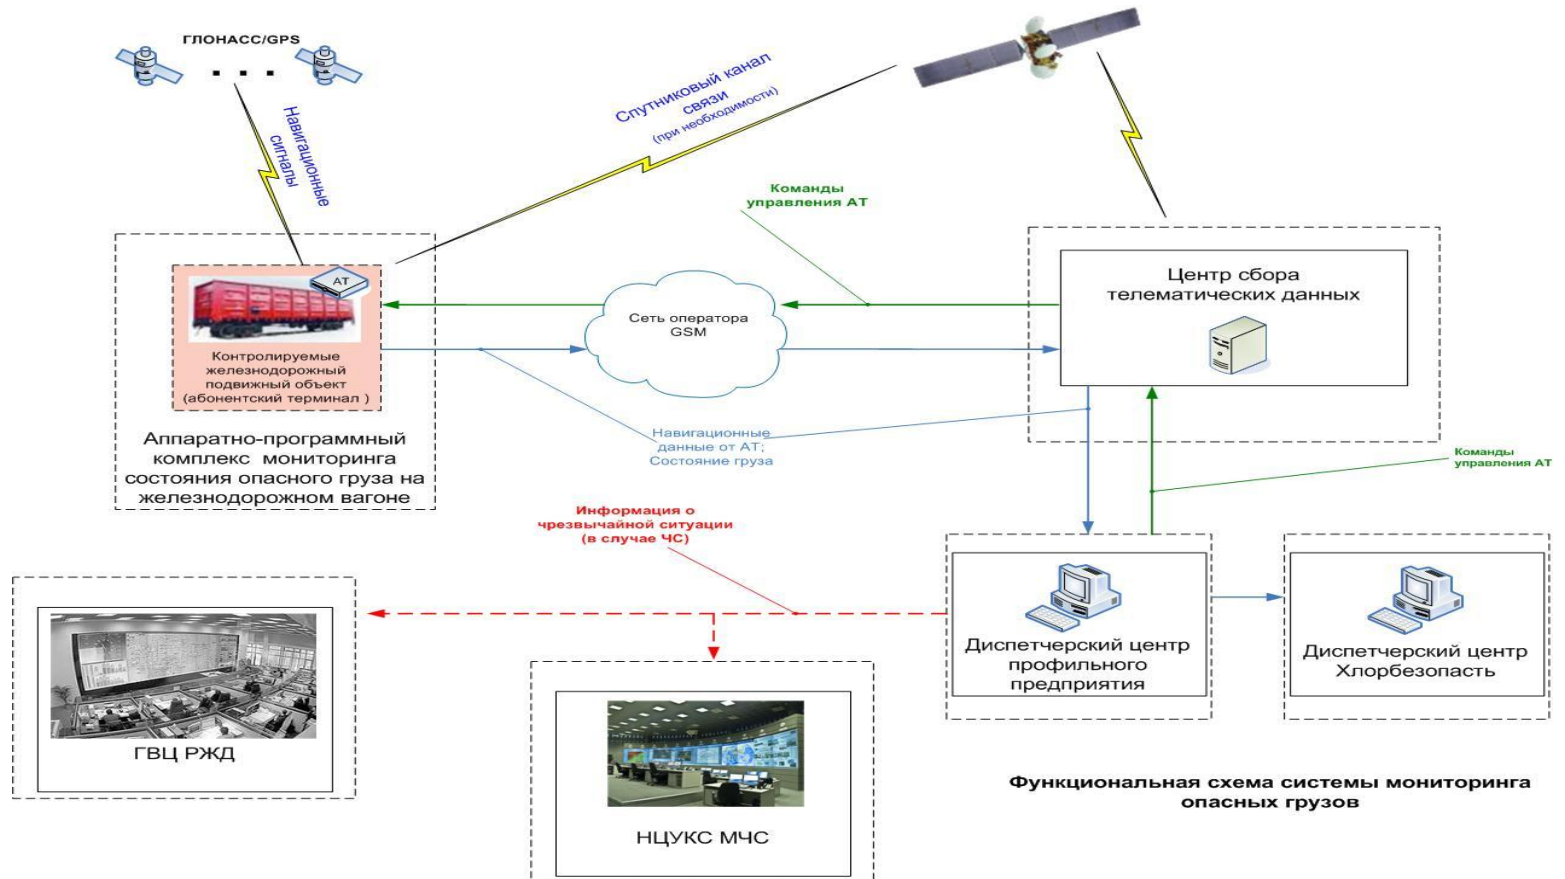 ГЛОНАСС/GPS
Навигационные
сигналы
Спутниковый канал
связи
(при необходимости)
Команды
управления АТ
АТ
Контролируемые
железнодорожный
подвижный объект
(абонентский терминал )
Аппаратно-программный
комплекс мониторинга
состояния опасного груза на
железнодорожном вагоне
Сеть оператора
GSM
Центр сбора
телематических данных
Навигационные
данные от АТ;
Состояние груза
Команды
управления АТ
Информация о
чрезвычайной ситуации
(в случае ЧС)
ГВЦ РЖД
НЦУКС МЧС
Диспетчерский центр
профильного
предприятия
Диспетчерский центр
Хлорбезопасть
Функциональная схема системы мониторинга
опасных грузов